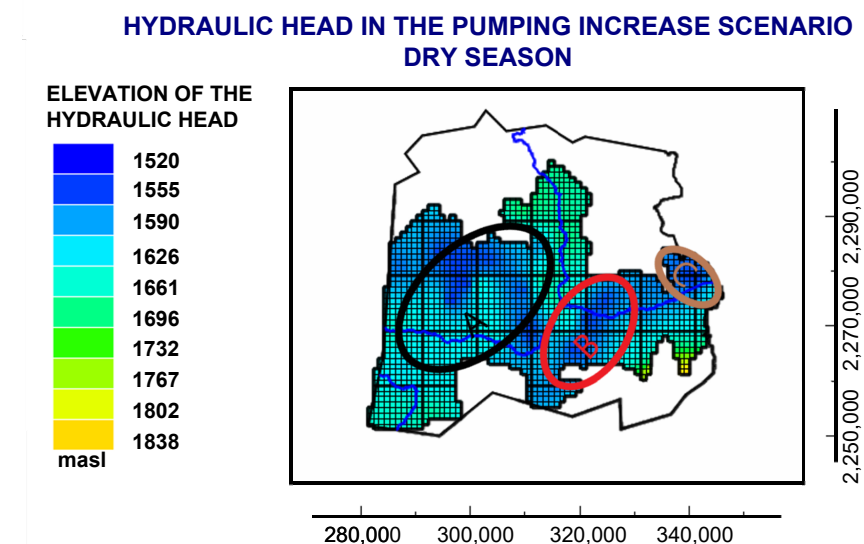 HYDRAULIC HEAD IN THE PUMPING INCREASE SCENARIO
DRY SEASON
ELEVATION OF THE
HYDRAULIC HEAD
1520
1555
1590
1626
1661
1696
1732
1767
1802
1838
masl
A
B
C
2,290,000
2,270,000
2,250,000
280,000 300,000 320,000 340,000